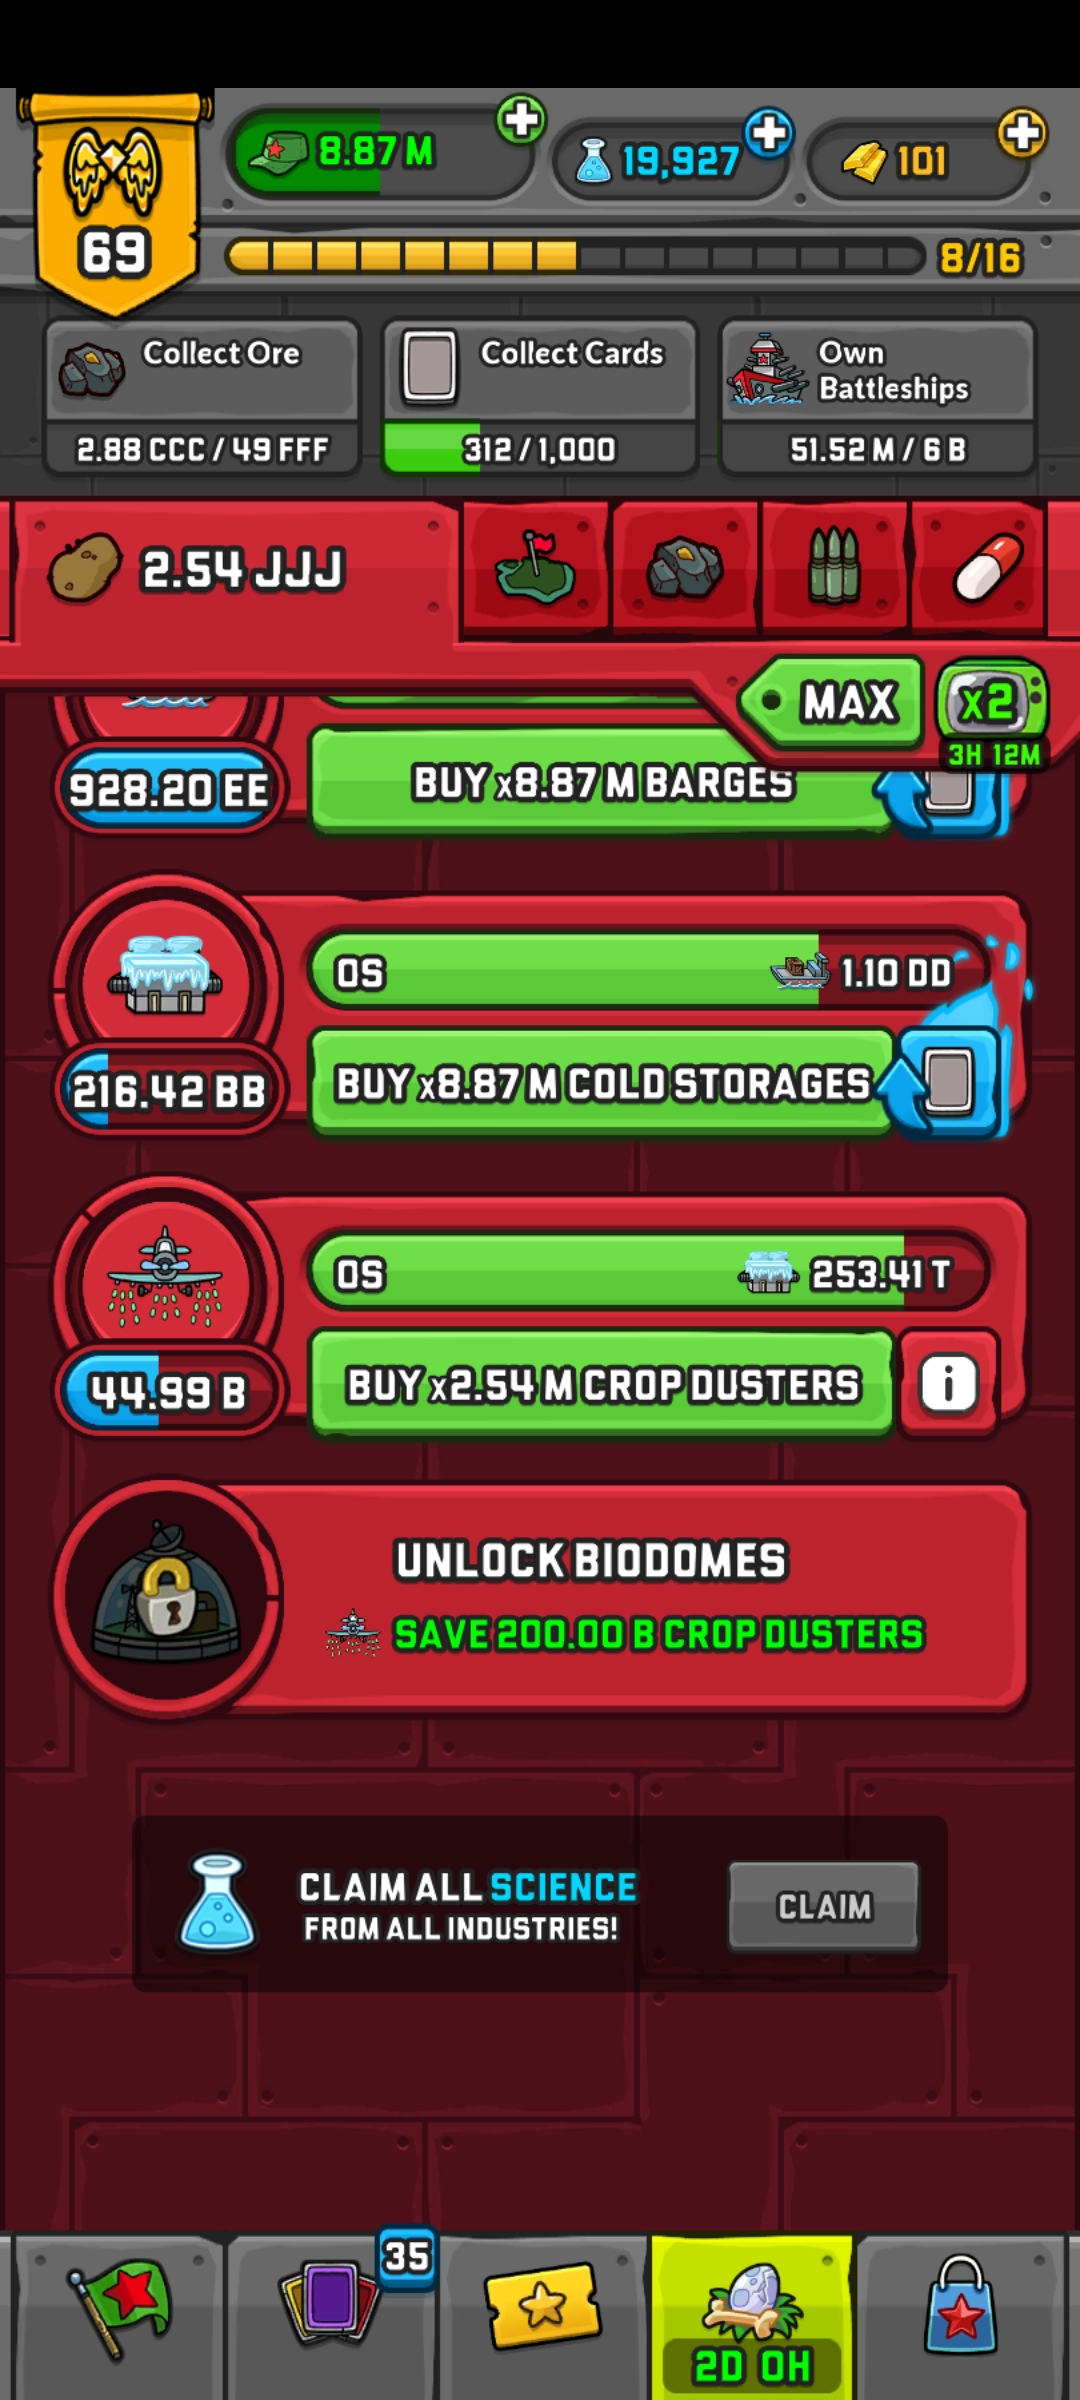 69
8.87 M
19,927
101
8/16
Collect Ore
2.88 CCC / 49 FFF
Collect Cards
312 / 1,000
Own
Battleships
51.52 M / 6 B
2.54 JJJ
MAX
x2
3H 12M
928.20 EE
BUY x8.87 M BARGES
0S
1.10 DD
216.42 BB
BUY x8.87 M COLD STORAGES
0S
253.41 T
44.99 B
BUY x2.54 M CROP DUSTERS
i
UNLOCK BIODOMES
SAVE 200.00 B CROP DUSTERS
CLAIM ALL SCIENCE
FROM ALL INDUSTRIES!
CLAIM
35
2D 0H